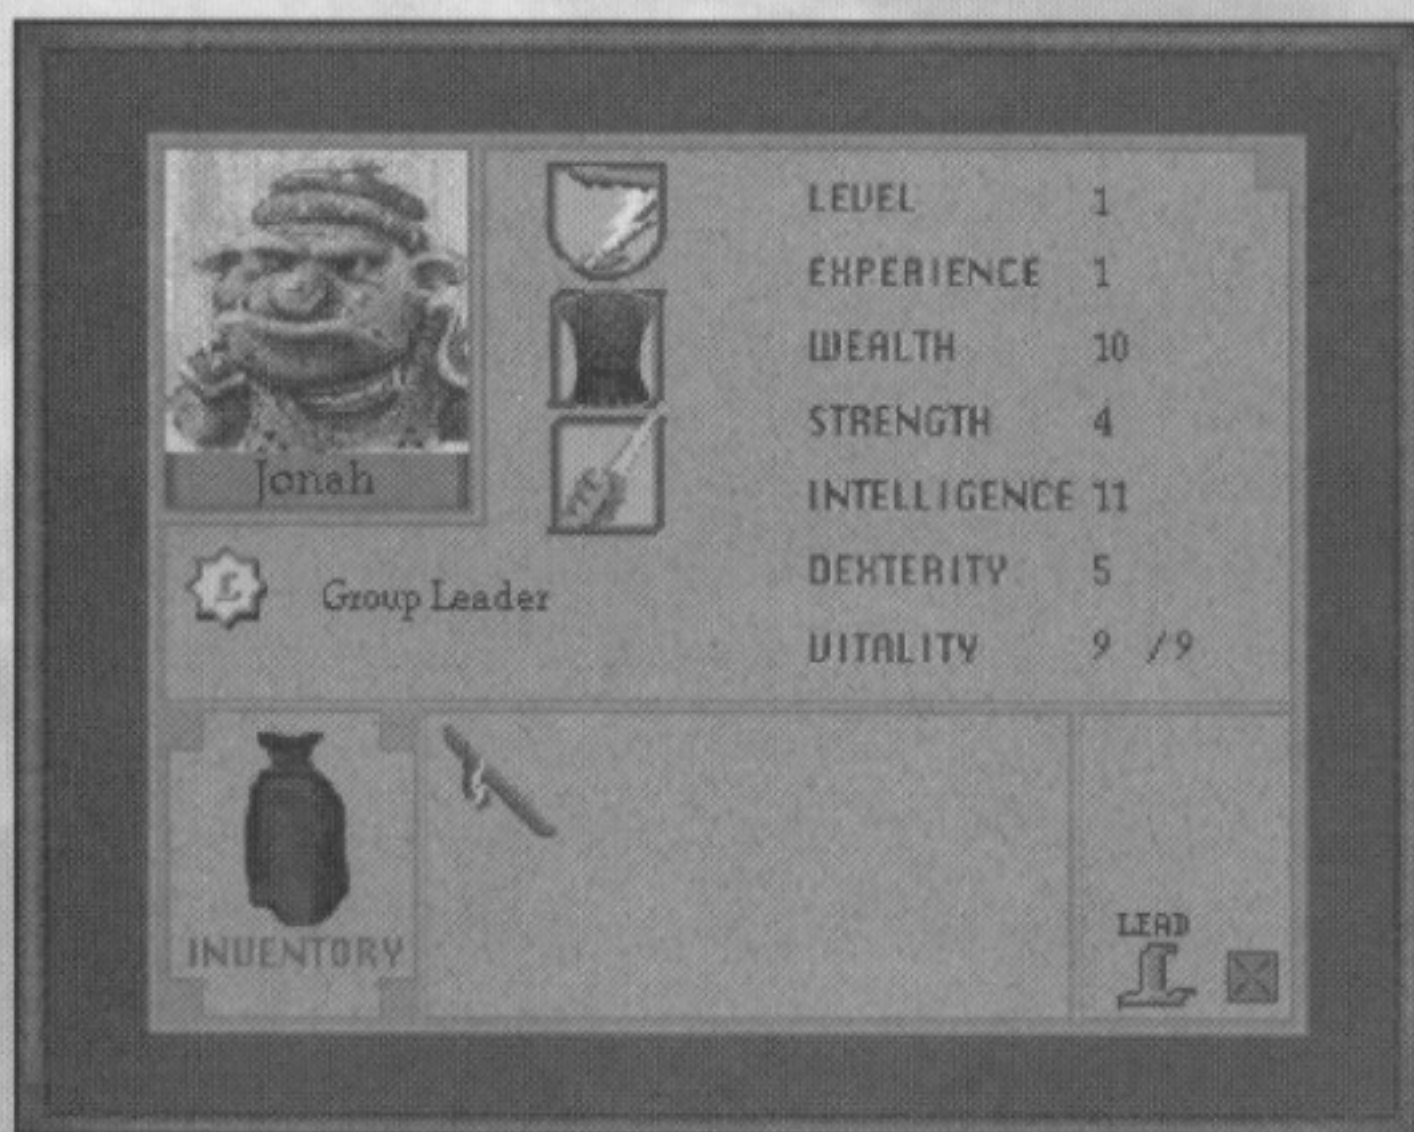 Jonah
L
Group Leader
LEVEL 1
EXPERIENCE 1
WEALTH 10
STRENGTH 4
INTELLIGENCE 11
DEXTERITY 5
VITALITY 9 /9
INVENTORY
LEAD
L